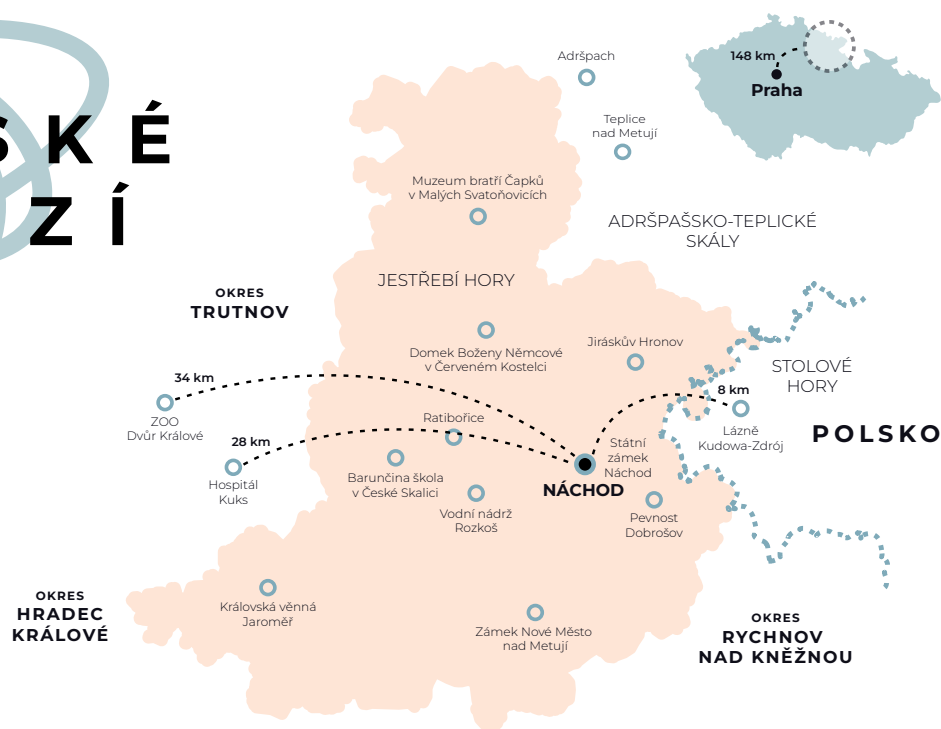 SKÉ
ZÍ
148 km
Praha
Adršpach
Teplice
nad Metují
Muzeum bratří Čapků
v Malých Svatoňovicích
ADRŠPAŠSKO-TEPLICKÉ
SKÁLY
JESTŘEBÍ HORY
OKRES
TRUTNOV
Domek Boženy Němcové
v Červeném Kostelci
Jiráskův Hronov
STOLOVÉ
HORY
34 km
8 km
ZOO
Dvůr Králové
Ratibořice
Lázně
Kudowa-Zdrój
POLSKO
28 km
Státní
zámek
Náchod
Hospitál
Kuks
Barunčina škola
v České Skalici
NÁCHOD
Vodní nádrž
Rozkoš
Pevnost
Dobrošov
OKRES
HRADEC
KRÁLOVÉ
Královská věnná
Jaroměř
Zámek Nové Město
nad Metují
OKRES
RYCHNOV
NAD KNĚŽNOU